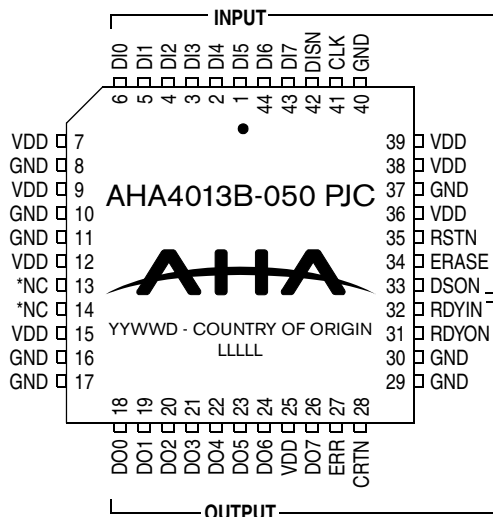 INPUT
DI0 DI1 DI2 DI3 DI4 DI5 DI6 DI7 DISN CLK GND
6 5 4 3 2 1 44 43 42 41 40
VDD 7
GND 8
VDD 9
GND 10
GND 11
VDD 12
*NC 13
*NC 14
VDD 15
GND 16
GND 17
AHA4013B-050 PJC
AHA
YYWWD - COUNTRY OF ORIGIN
LLLLL
39 VDD
38 VDD
37 GND
36 VDD
35 RSTN
34 ERASE
33 DSON
32 RDYIN
31 RDYON
30 GND
29 GND
18 19 20 21 22 23 24 25 26 27 28
DO0 DO1 DO2 DO3 DO4 DO5 DO6 VDD DO7 ERR CRTN
OUTPUT